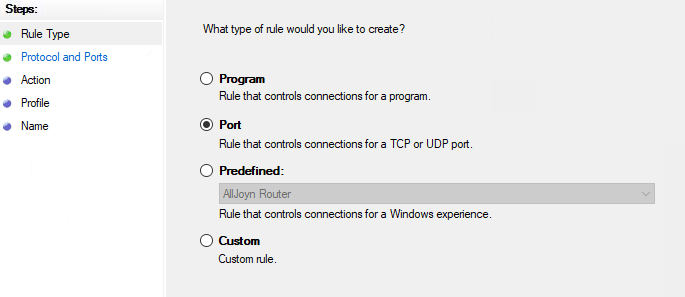 Steps:
Rule Type
Protocol and Ports
Action
Profile
Name
What type of rule would you like to create?
Program
Rule that controls connections for a program.
Port
Rule that controls connections for a TCP or UDP port.
Predefined:
AllJoyn Router
Rule that controls connections for a Windows experience.
Custom
Custom rule.